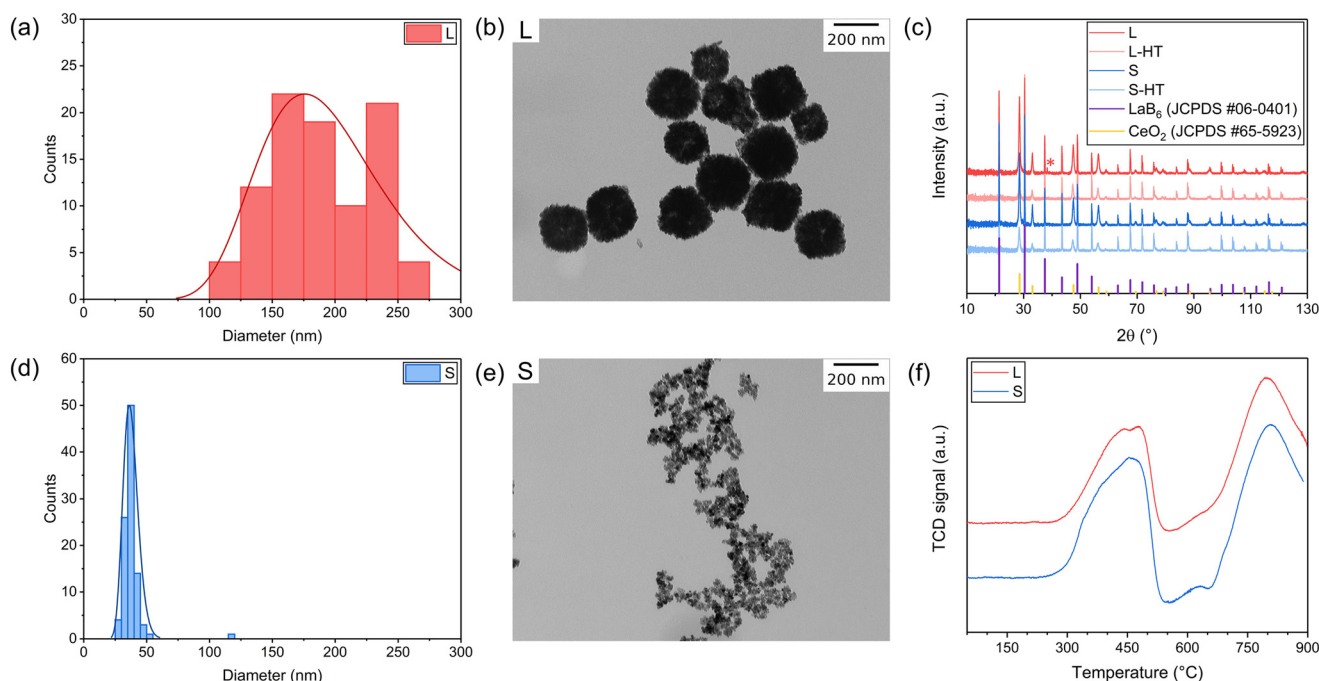 (a)
30
25
20
15
10
5
0
Counts
L
0 50 100 150 200 250 300
Diameter (nm)
(b)
L
200 nm
(c)
Intensity (a.u.)
L
L-HT
S
S-HT
LaB₆ (JCPDS #06-0401)
CeO₂ (JCPDS #65-5923)
*
10 30 50 70 90 110 130
2θ (°)
(d)
60
50
40
30
20
10
0
Counts
S
0 50 100 150 200 250 300
Diameter (nm)
(e)
S
200 nm
(f)
TCD signal (a.u.)
L
S
150 300 450 600 750 900
Temperature (°C)